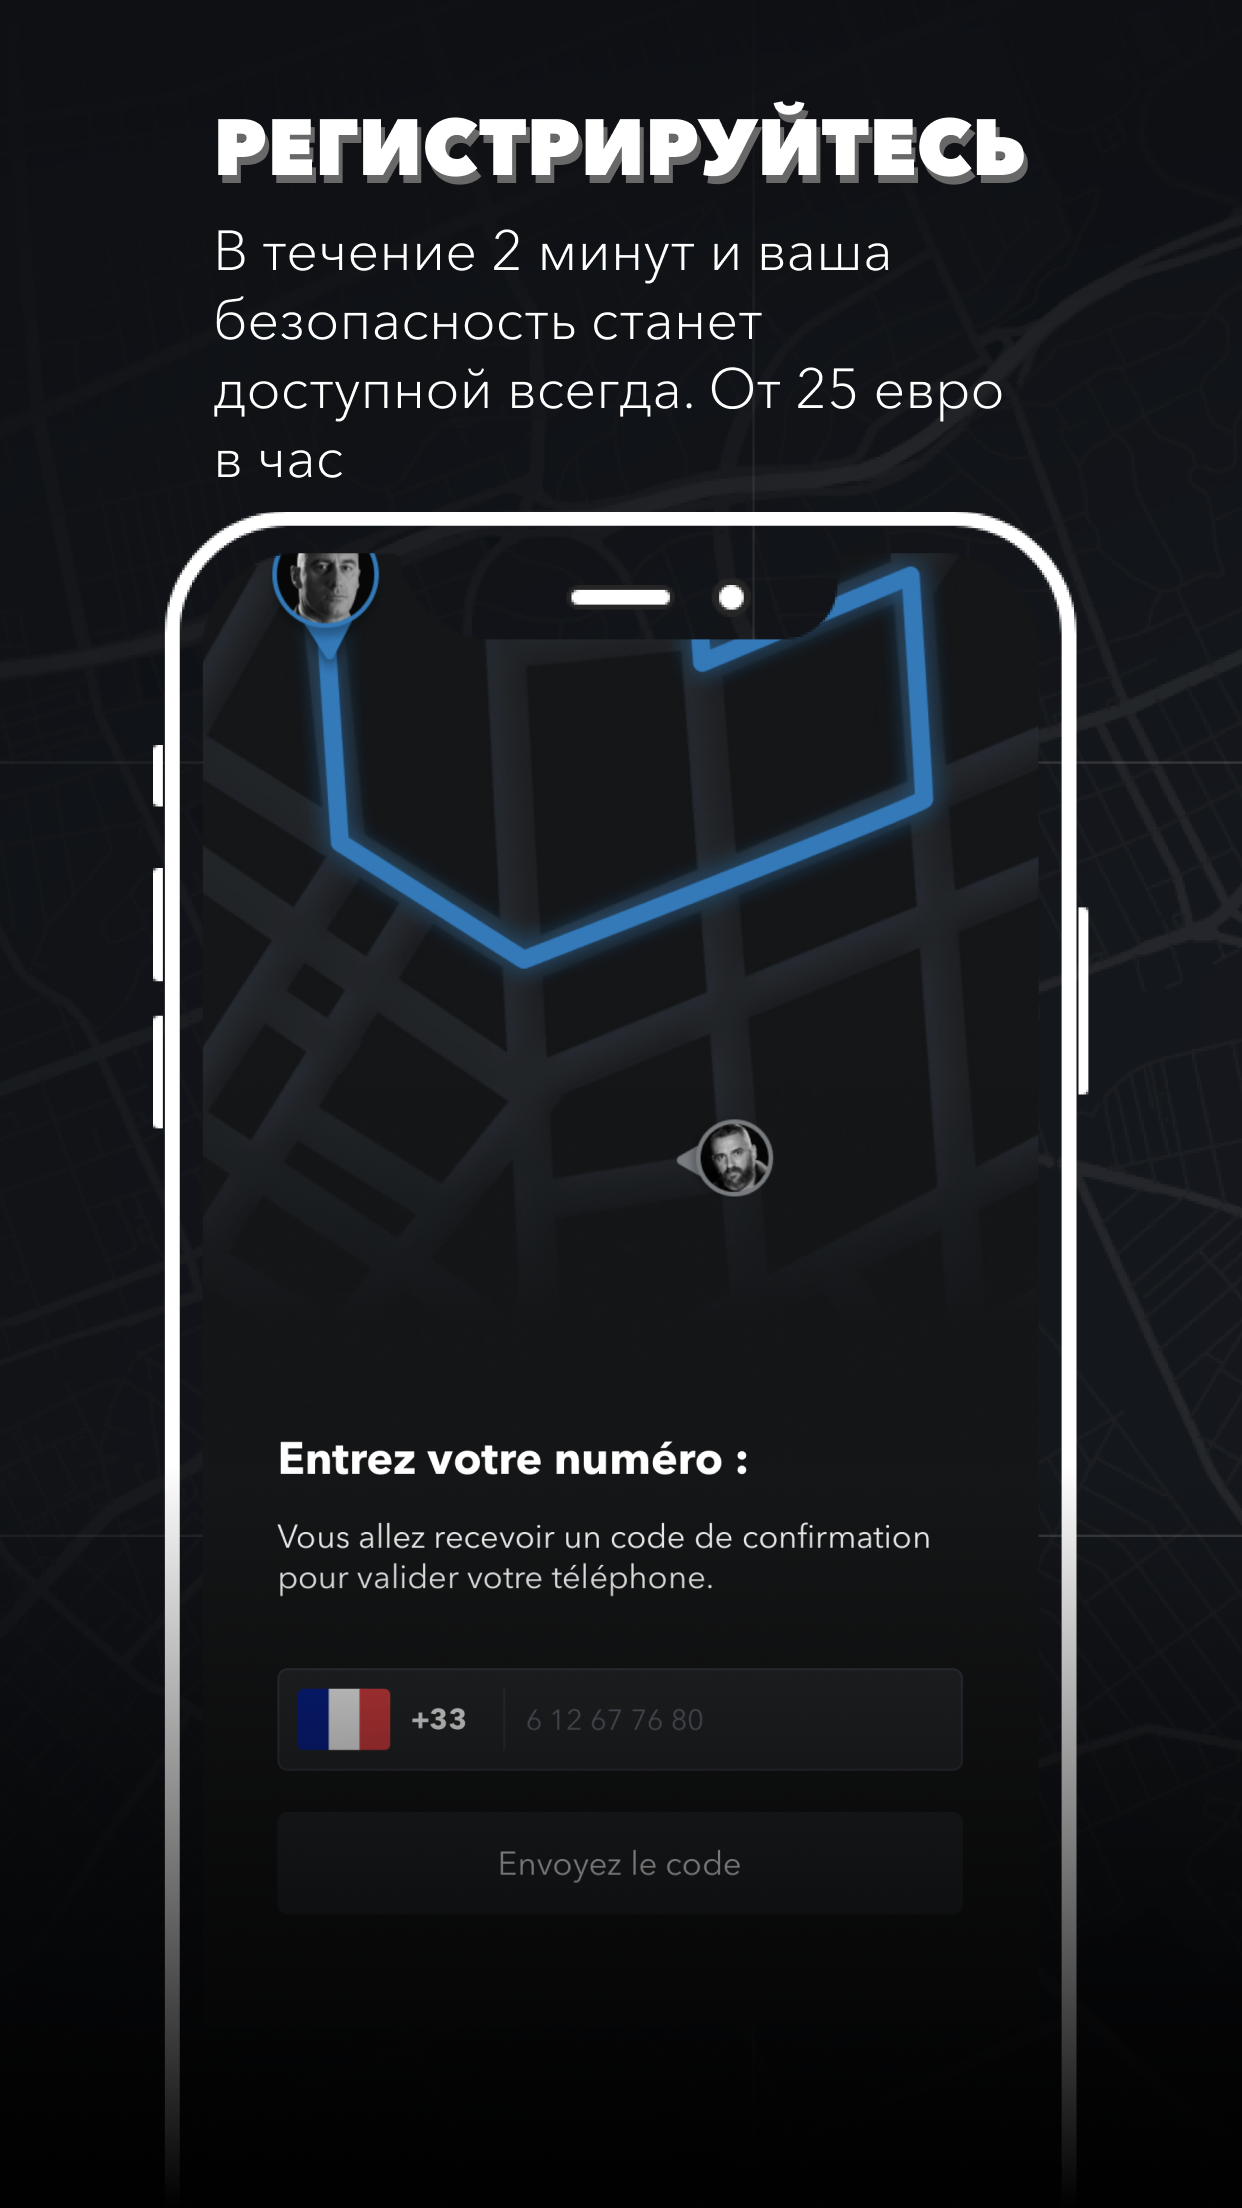 РЕГИСТРИРУЙТЕСЬ
В течение 2 минут и ваша
безопасность станет
доступной всегда. От 25 евро
в час
Entrez votre numéro :
Vous allez recevoir un code de confirmation
pour valider votre téléphone.
+33 6 12 67 76 80
Envoyez le code